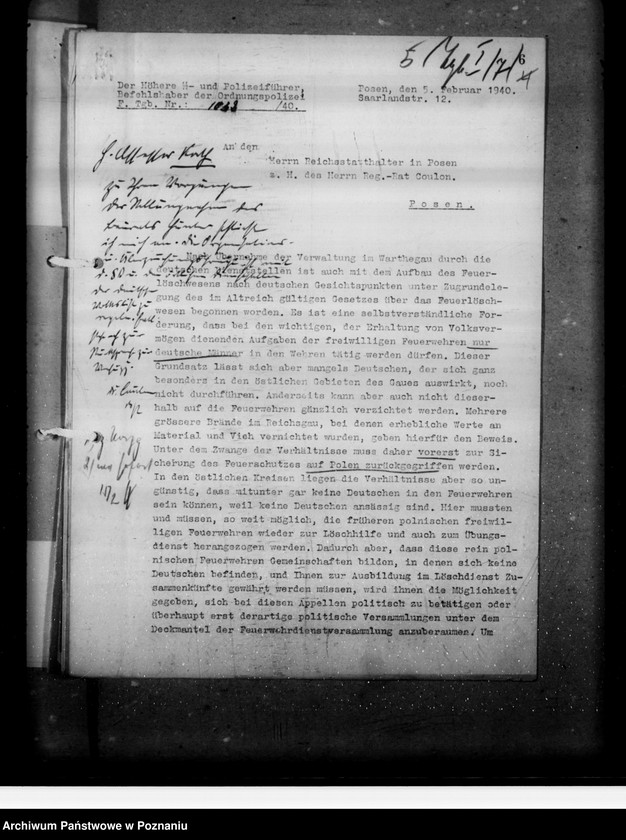 Der Höhere SS- und Polizeiführer,
Befehlshaber der Ordnungspolizei
F. Tgb. Nr.: 1043 /40.
Posen, den 5. Februar 1940.
Saarlandstr. 12.
An den
Herrn Reichsstatthalter in Posen
z. H. des Herrn Reg.-Rat Coulon.
Posen.
Nach Übernahme der Verwaltung im Warthegau durch die
deutschen Dienststellen ist auch mit dem Aufbau des Feuer-
löschwesens nach deutschen Gesichtspunkten unter Zugrundele-
gung des im Altreich gültigen Gesetzes über das Feuerlösch-
wesen begonnen worden. Es ist eine selbstverständliche For-
derung, dass bei den wichtigen, der Erhaltung von Volksver-
mögen dienenden Aufgaben der freiwilligen Feuerwehren nur
deutsche Männer in den Wehren tätig werden dürfen. Dieser
Grundsatz lässt sich aber mangels Deutschen, der sich ganz
besonders in den östlichen Gebieten des Gaues auswirkt, noch
nicht durchführen. Anderseits kann aber auch nicht dieser-
halb auf die Feuerwehren gänzlich verzichtet werden. Mehrere
grössere Brände im Reichsgau, bei denen erhebliche Werte an
Material und Vieh vernichtet wurden, geben hierfür den Beweis.
Unter dem Zwange der Verhältnisse muss daher vorerst zur Si-
cherung des Feuerschutzes auf Polen zurückgegriffen werden.
In den östlichen Kreisen liegen die Verhältnisse aber so un-
günstig, dass mitunter gar keine Deutschen in den Feuerwehren
sein können, weil keine Deutschen ansässig sind. Hier mussten
und müssen, so weit möglich, die früheren polnischen freiwil-
ligen Feuerwehren wieder zur Löschhilfe und auch zum Übungs-
dienst herangezogen werden. Dadurch aber, dass diese rein pol-
nischen Feuerwehren Gemeinschaften bilden, in denen sich keine
Deutschen befinden, und Ihnen zur Ausbildung im Löschdienst Zu-
sammenkünfte gewährt werden müssen, wird ihnen die Möglichkeit
gegeben, sich bei diesen Appellen politisch zu betätigen oder
überhaupt erst derartige politische Versammlungen unter dem
Deckmantel der Feuerwehrdienstversammlung anzuberaumen. Um
Archiwum Państwowe w Poznaniu